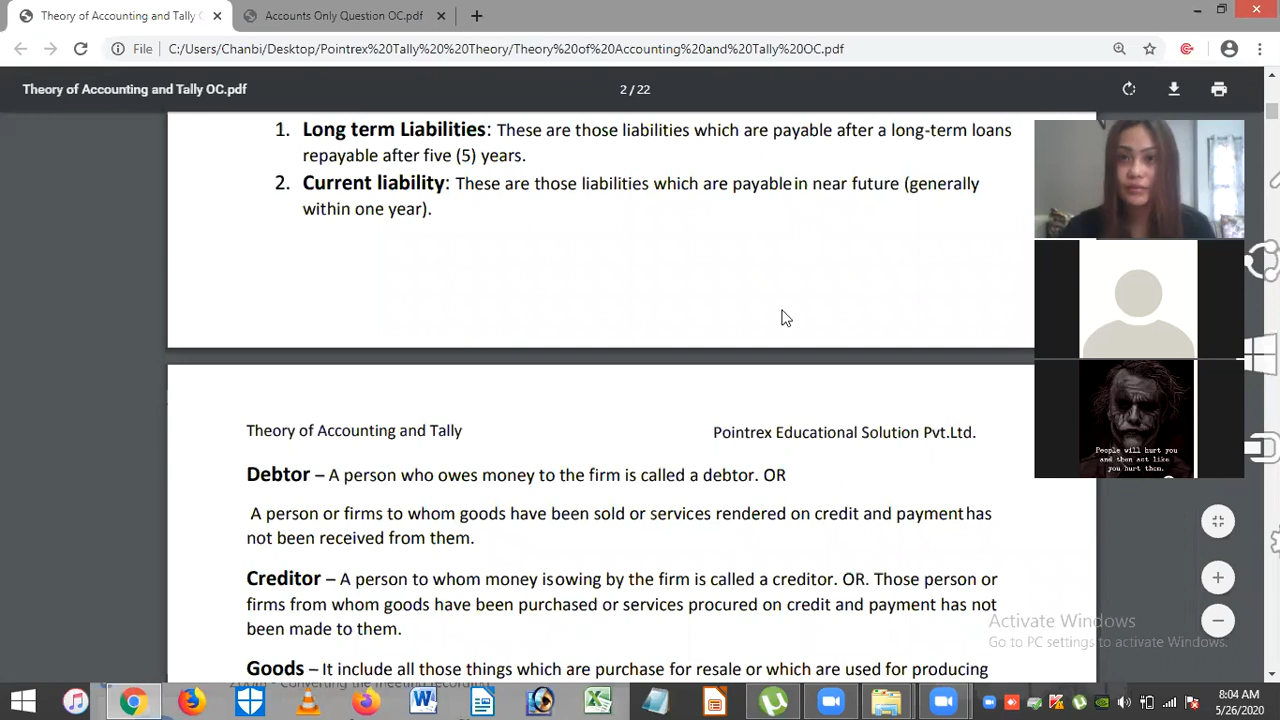 Theory of Accounting and Tally O
Accounts Only Question OC.pdf
File
C:/Users/Chanbi/Desktop/Pointrex%20Tally%20%20Theory/Theory%20of%20Accounting%20and%20Tally%20OC.pdf
Theory of Accounting and Tally OC.pdf
2 / 22
1. Long term Liabilities: These are those liabilities which are payable after a long-term loans
repayable after five (5) years.
2. Current liability: These are those liabilities which are payable in near future (generally
within one year).
Theory of Accounting and Tally
Pointrex Educational Solution Pvt.Ltd.
Debtor – A person who owes money to the firm is called a debtor. OR
A person or firms to whom goods have been sold or services rendered on credit and payment has
not been received from them.
Creditor – A person to whom money is owing by the firm is called a creditor. OR. Those person or
firms from whom goods have been purchased or services procured on credit and payment has not
been made to them.
Goods – It include all those things which are purchase for resale or which are used for producing
People will hurt you
and then act like
you hurt them.
Activate Windows
Go to PC settings to activate Windows.
Zoom - Converting the meeting recording
8:04 AM
5/26/2020